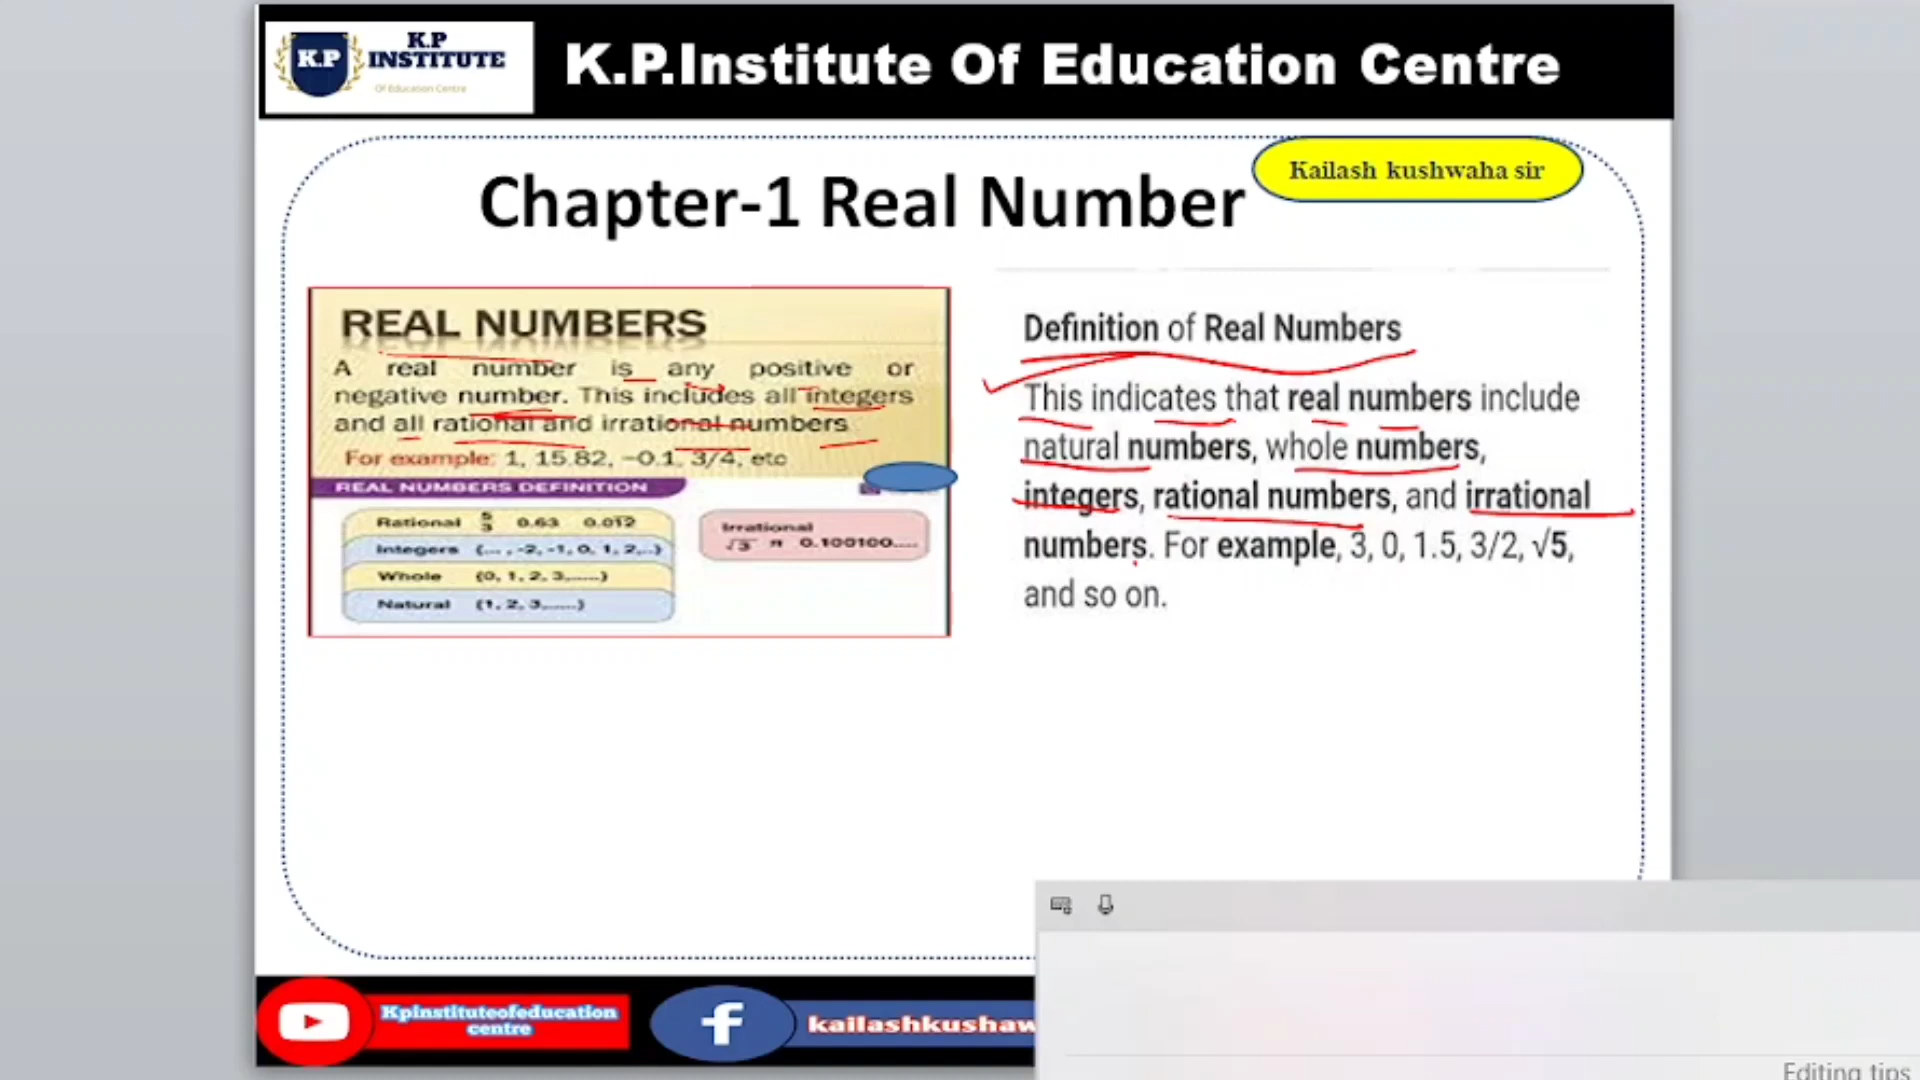 K.P
K.P
INSTITUTE
Of Education Centre
K.P.Institute Of Education Centre
Kailash kushwaha sir
Chapter-1 Real Number
REAL NUMBERS
A real number is any positive or
negative number. This includes all integers
and all rational and irrational numbers
For example: 1, 15.82, −0.1, 3/4, etc
REAL NUMBERS DEFINITION
Rational 5/3 0.63 0.012
Integers {... , -2, -1, 0, 1, 2,..}
Whole {0, 1, 2, 3,......}
Natural {1, 2, 3,......}
Irrational
√3 π 0.100100....
Definition of Real Numbers
This indicates that real numbers include
natural numbers, whole numbers,
integers, rational numbers, and irrational
numbers. For example, 3, 0, 1.5, 3/2, √5,
and so on.
Kpinstituteofeducation
centre
kailashkushaw
Editing tips